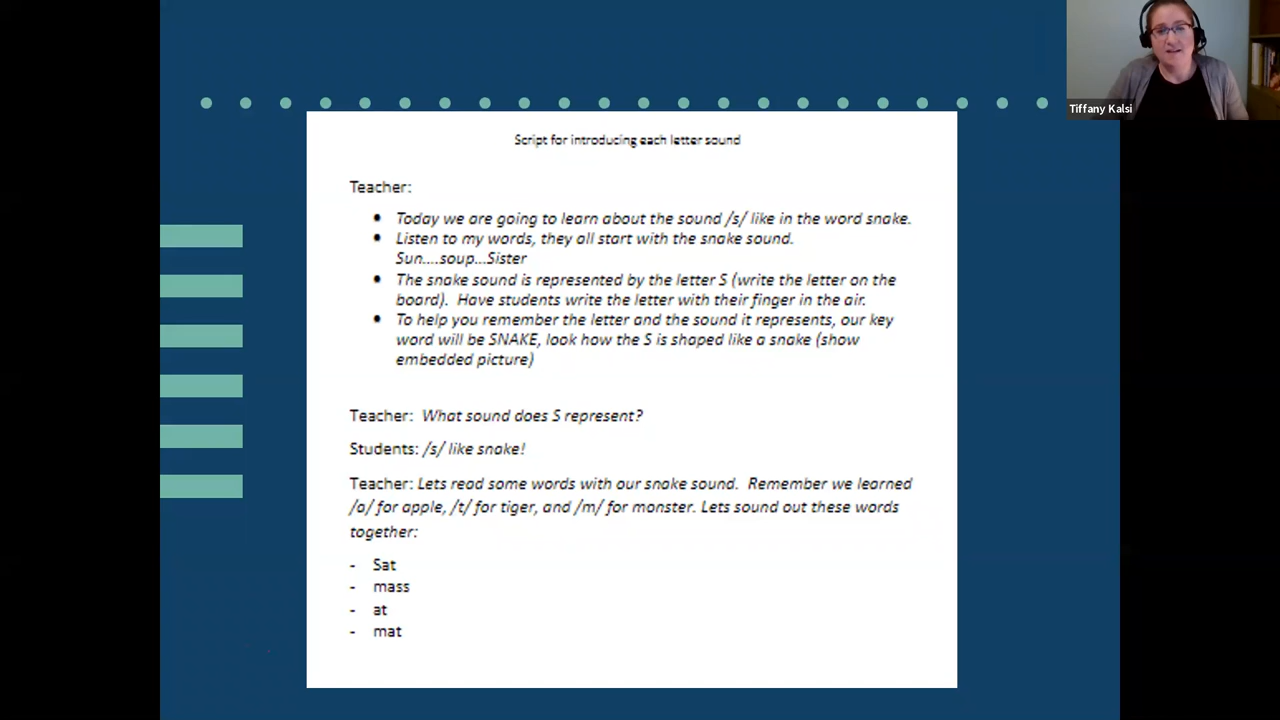 Tiffany Kalsi
Script for introducing each letter sound
Teacher:
• Today we are going to learn about the sound /s/ like in the word snake.
• Listen to my words, they all start with the snake sound.
Sun....soup...Sister
• The snake sound is represented by the letter S (write the letter on the
board).  Have students write the letter with their finger in the air.
• To help you remember the letter and the sound it represents, our key
word will be SNAKE, look how the S is shaped like a snake (show
embedded picture)
Teacher:  What sound does S represent?
Students: /s/ like snake!
Teacher: Lets read some words with our snake sound.  Remember we learned
/a/ for apple, /t/ for tiger, and /m/ for monster. Lets sound out these words
together:
- Sat
- mass
- at
- mat